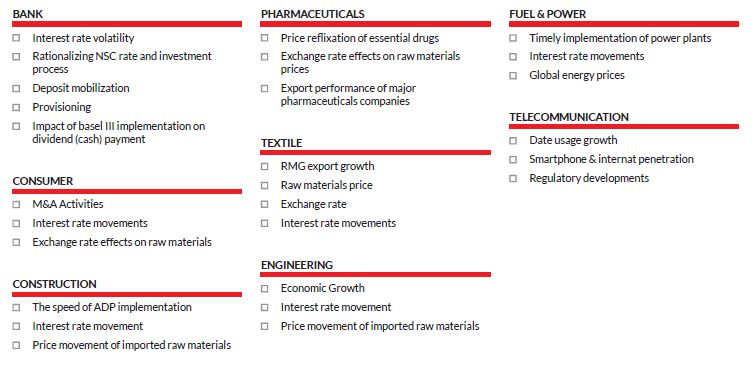 BANK
Interest rate volatility
Rationalizing NSC rate and investment
process
Deposit mobilization
Provisioning
Impact of basel III implementation on
dividend (cash) payment
CONSUMER
M&A Activities
Interest rate movements
Exchange rate effects on raw materials
CONSTRUCTION
The speed of ADP implementation
Interest rate movement
Price movement of imported raw materials
PHARMACEUTICALS
Price reflixation of essential drugs
Exchange rate effects on raw materials
prices
Export performance of major
pharmaceuticals companies
TEXTILE
RMG export growth
Raw materials price
Exchange rate
Interest rate movements
ENGINEERING
Economic Growth
Interest rate movement
Price movement of imported raw materials
FUEL & POWER
Timely implementation of power plants
Interest rate movements
Global energy prices
TELECOMMUNICATION
Date usage growth
Smartphone & internat penetration
Regulatory developments